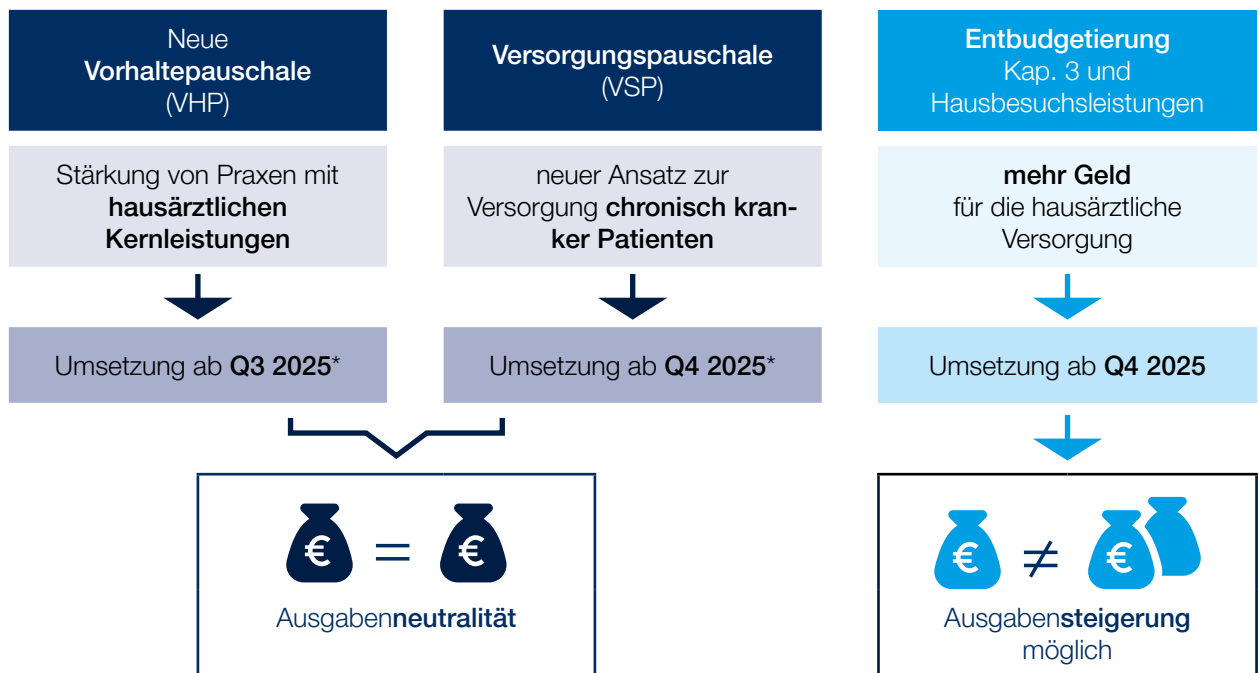 Neue
Vorhaltepauschale
(VHP)
Stärkung von Praxen mit
hausärztlichen
Kernleistungen
Umsetzung ab Q3 2025*
Versorgungspauschale
(VSP)
neuer Ansatz zur
Versorgung chronisch kran-
ker Patienten
Umsetzung ab Q4 2025*
€ = €
Ausgabenneutralität
Entbudgetierung
Kap. 3 und
Hausbesuchsleistungen
mehr Geld
für die hausärztliche
Versorgung
Umsetzung ab Q4 2025
€ ≠ €
Ausgabensteigerung
möglich